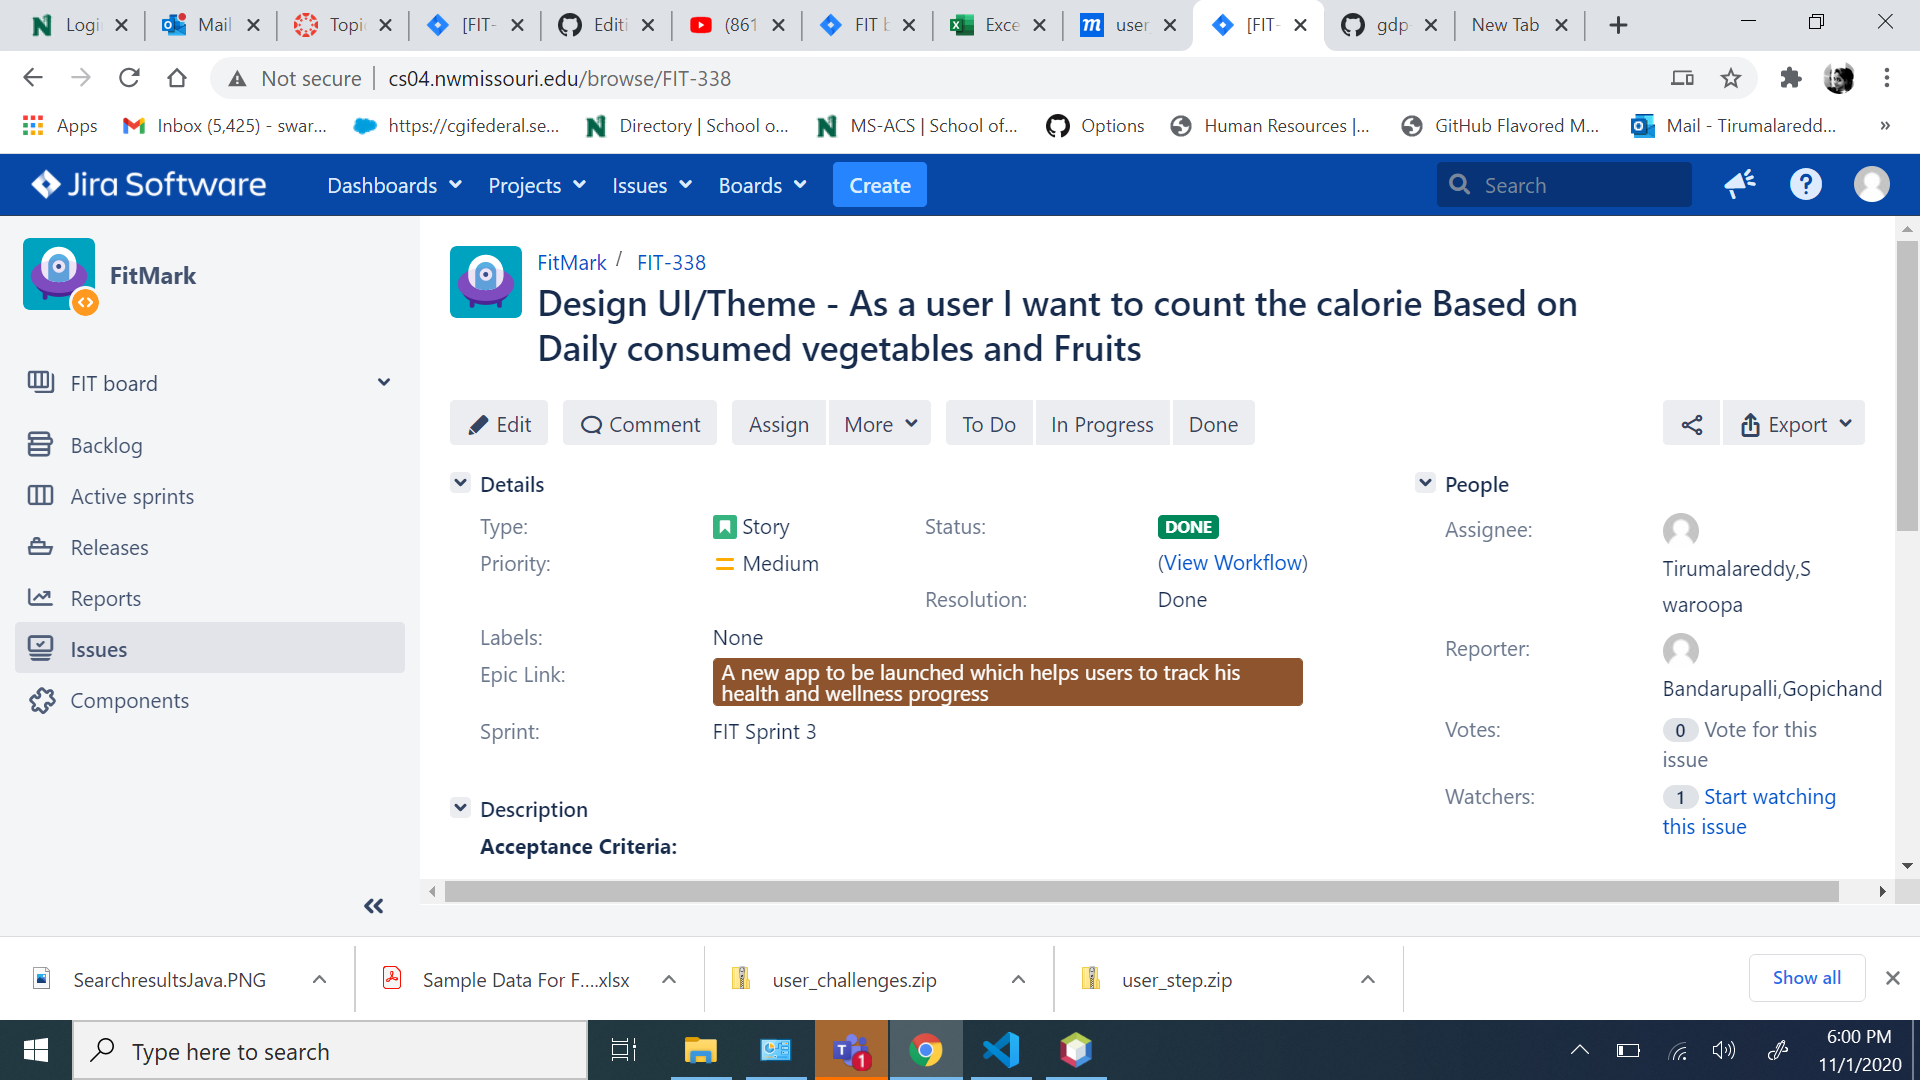 Login
Mail
Topic
[FIT-
Editi
(861
FIT b
Exce
user
[FIT-
gdp-
New Tab
Not secure
cs04.nwmissouri.edu/browse/FIT-338
Apps
Inbox (5,425) - swar...
https://cgifederal.se...
Directory | School o...
MS-ACS | School of...
Options
Human Resources |...
GitHub Flavored M...
Mail - Tirumalaredd...
»
Jira Software
Dashboards
Projects
Issues
Boards
Create
Search
FitMark
FIT board
Backlog
Active sprints
Releases
Reports
Issues
Components
FitMark / FIT-338
Design UI/Theme - As a user I want to count the calorie Based on
Daily consumed vegetables and Fruits
Edit
Comment
Assign
More
To Do
In Progress
Done
Export
Details
Type: Story
Status: DONE
Priority: Medium
(View Workflow)
Resolution: Done
Labels: None
Epic Link: A new app to be launched which helps users to track his
health and wellness progress
Sprint: FIT Sprint 3
Description
Acceptance Criteria:
People
Assignee:
Tirumalareddy,S
waroopa
Reporter:
Bandarupalli,Gopichand
Votes: 0 Vote for this
issue
Watchers: 1 Start watching
this issue
SearchresultsJava.PNG
Sample Data For F....xlsx
user_challenges.zip
user_step.zip
Show all
Type here to search
1
6:00 PM
11/1/2020